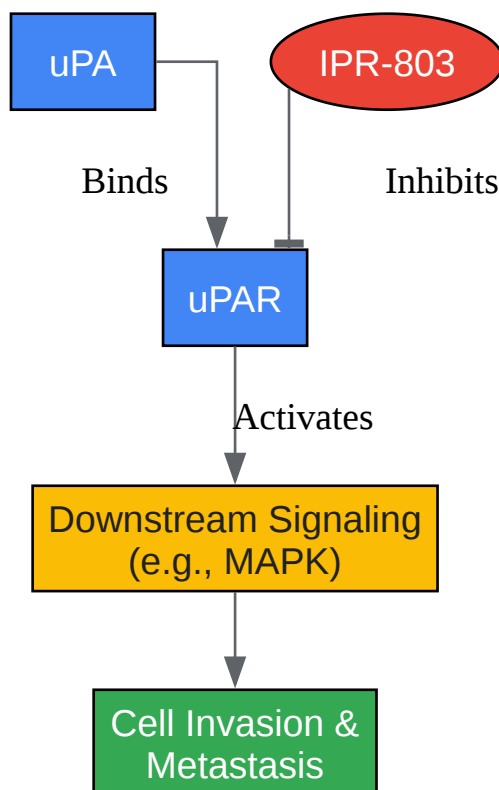 uPA
IPR-803
Binds
Inhibits
uPAR
Activates
Downstream Signaling
(e.g., MAPK)
Cell Invasion &
Metastasis